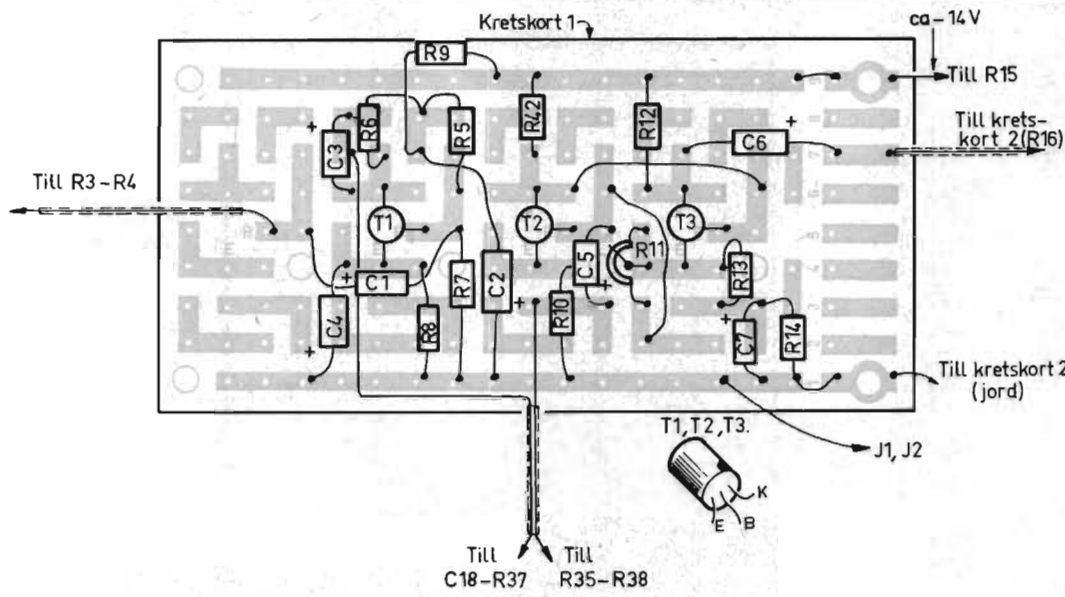 Kretskort 1
ca-14V
R9
Till R15
R6
R5
R42
R12
+
C6
+
C3
Till krets-
kort 2(R16)
Till R3-R4
T1
T2
T3
R11
C1
+
R7
C2
+
C5
+
R13
C4
+
R8
R10
C7
+
R14
Till kretskort 2
(jord)
T1,T2,T3.
J1, J2
K
E
B
Till
C18-R37
Till
R35-R38